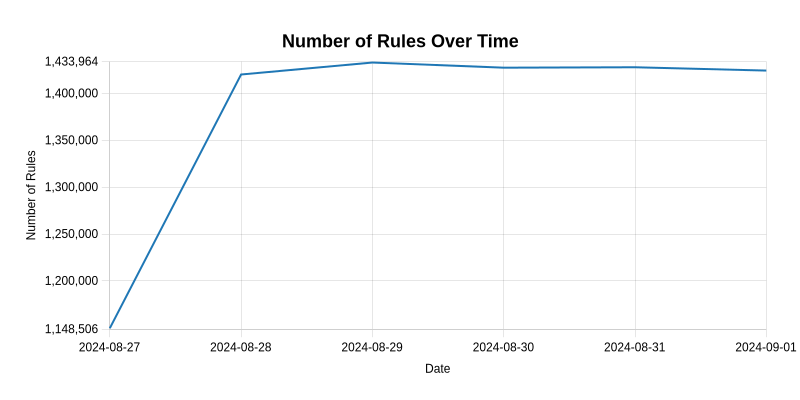 Number of Rules Over Time
1,433,964
1,400,000
1,350,000
1,300,000
1,250,000
1,200,000
1,148,506
Number of Rules
2024-08-27 2024-08-28 2024-08-29 2024-08-30 2024-08-31 2024-09-01
Date